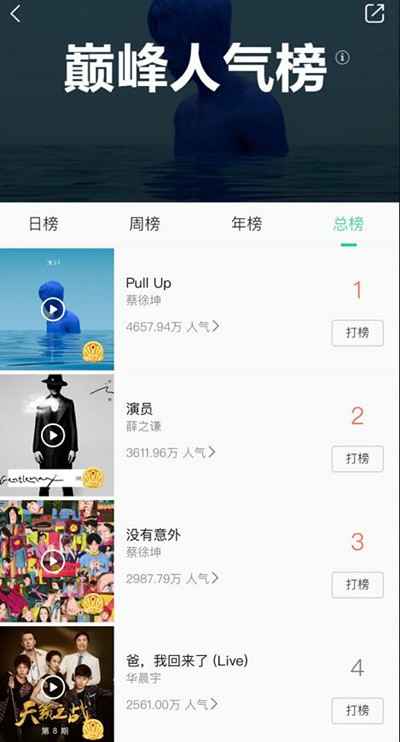 巅峰人气榜
日榜 周榜 年榜 总榜
Pull Up
蔡徐坤
1
4657.94万 人气
打榜
演员
薛之谦
2
3611.96万 人气
打榜
Gentleman
没有意外
蔡徐坤
3
2987.79万 人气
打榜
爸，我回来了 (Live)
华晨宇
4
2561.00万 人气
打榜
天籁之战
第8期